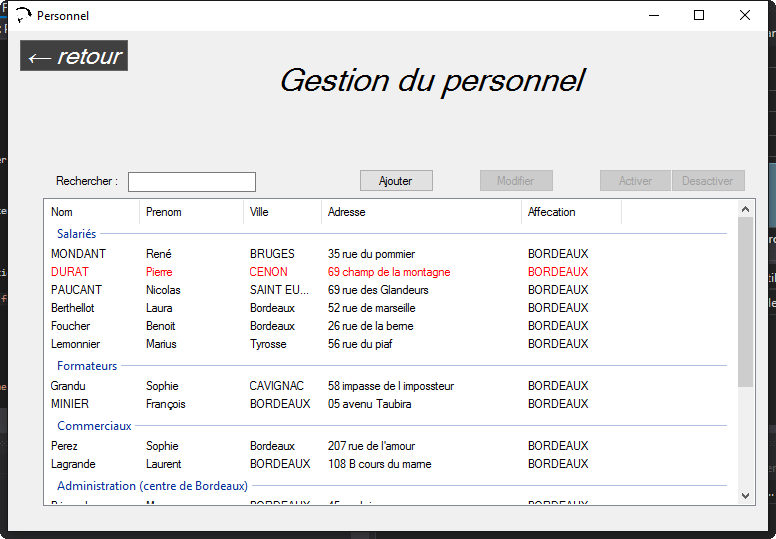 Personnel
← retour
Gestion du personnel
Rechercher :
Ajouter
Modifier
Activer
Desactiver
Nom Prenom Ville Adresse Affecation
Salariés
MONDANT René BRUGES 35 rue du pommier BORDEAUX
DURAT Pierre CENON 69 champ de la montagne BORDEAUX
PAUCANT Nicolas SAINT EU... 69 rue des Glandeurs BORDEAUX
Berthellot Laura Bordeaux 52 rue de marseille BORDEAUX
Foucher Benoit Bordeaux 26 rue de la berne BORDEAUX
Lemonnier Marius Tyrosse 56 rue du piaf BORDEAUX
Formateurs
Grandu Sophie CAVIGNAC 58 impasse de l impossteur BORDEAUX
MINIER François BORDEAUX 05 avenu Taubira BORDEAUX
Commerciaux
Perez Sophie Bordeaux 207 rue de l'amour BORDEAUX
Lagrande Laurent BORDEAUX 108 B cours du marne BORDEAUX
Administration (centre de Bordeaux)